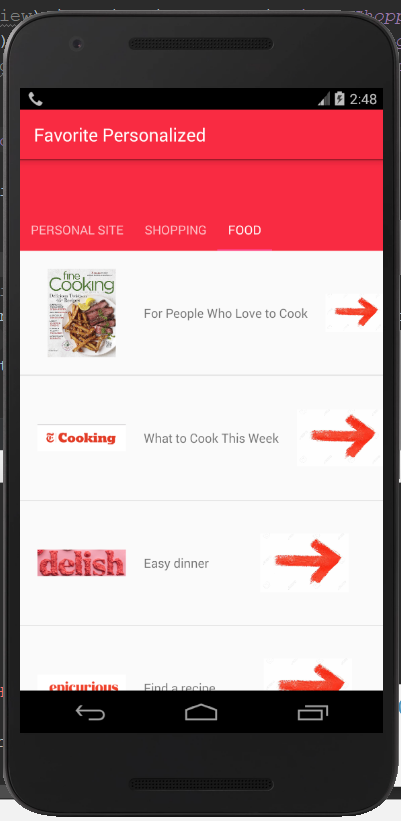 2:48
Favorite Personalized
PERSONAL SITE SHOPPING FOOD
fine
Cooking
For People Who Love to Cook
T Cooking
What to Cook This Week
delish
Easy dinner
epicurious
Find a recipe